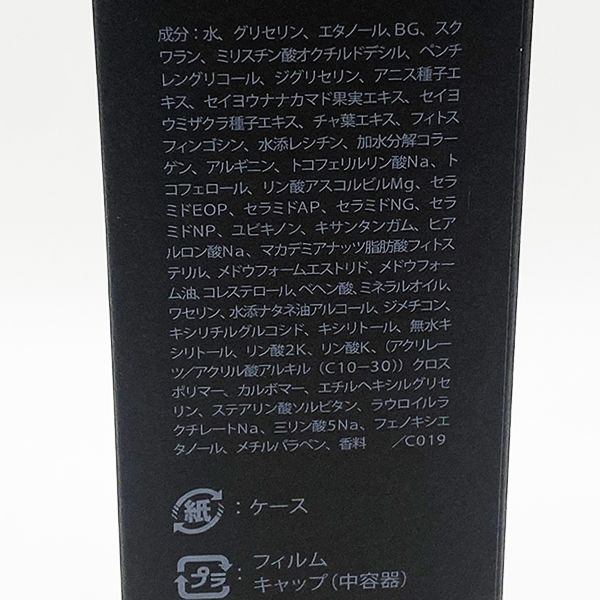 成分：水、グリセリン、エタノール、BG、スク
ワラン、ミリスチン酸オクチルドデシル、ペンチ
レングリコール、ジグリセリン、アニス種子エ
キス、セイヨウナナカマド果実エキス、セイヨ
ウミザクラ種子エキス、チャ葉エキス、フィトス
フィンゴシン、水添レシチン、加水分解コラー
ゲン、アルギニン、トコフェリルリン酸Na、ト
コフェロール、リン酸アスコルビルMg、セラ
ミドEOP、セラミドAP、セラミドNG、セラ
ミドNP、ユビキノン、キサンタンガム、ヒア
ルロン酸Na、マカデミアナッツ脂肪酸フィトス
テリル、メドウフォームエストリド、メドウフォー
ム油、コレステロール、ベヘン酸、ミネラルオイル、
ワセリン、水添ナタネ油アルコール、ジメチコン、
キシリチルグルコシド、キシリトール、無水キ
シリトール、リン酸2K、リン酸K、（アクリレー
ツ/アクリル酸アルキル（C10−30））クロス
ポリマー、カルボマー、エチルヘキシルグリセ
リン、ステアリン酸ソルビタン、ラウロイルラ
クチレートNa、三リン酸5Na、フェノキシエ
タノール、メチルパラベン、香料　／C019
紙：ケース
プラ：フィルム
キャップ（中容器）